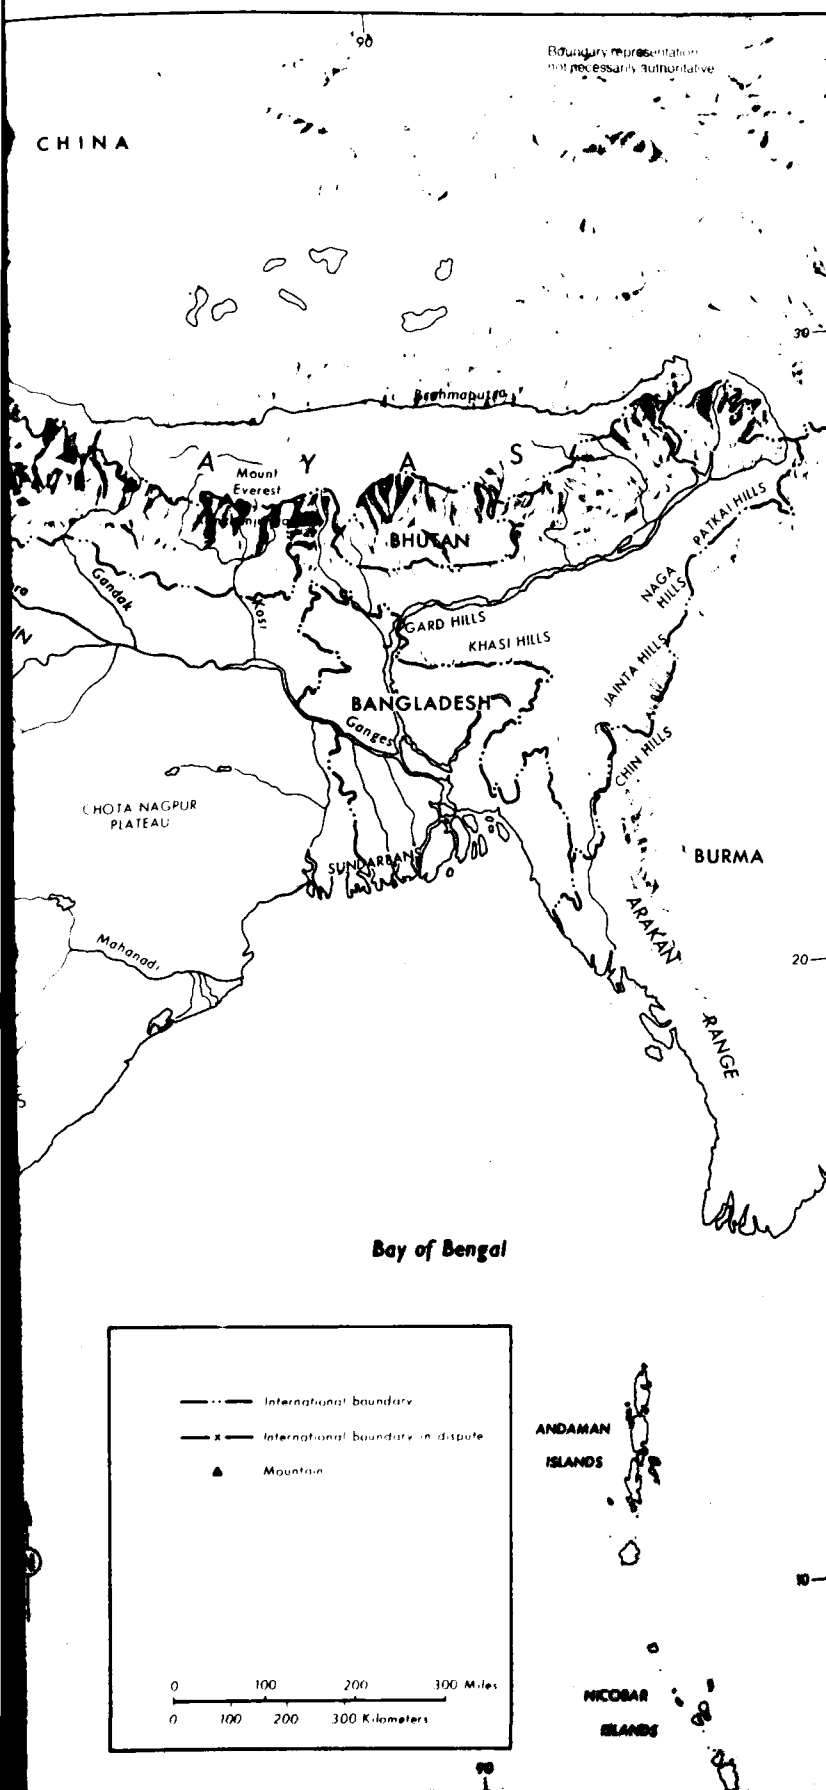 90
Boundary representation
not necessarily authoritative
CHINA
30
Brahmaputra
A Y A S
Mount
Everest
BHUTAN
PATKAI HILLS
NAGA
HILLS
Gandak
Kosi
GARD HILLS
KHASI HILLS
JAINTA HILLS
BANGLADESH
Ganges
CHIN HILLS
CHOTA NAGPUR
PLATEAU
SUNDARBANS
BURMA
ARAKAN
RANGE
Mahanadi
20
Bay of Bengal
International boundary
International boundary in dispute
Mountain
ANDAMAN
ISLANDS
10
0 100 200 300 Miles
0 100 200 300 Kilometers
NICOBAR
ISLANDS
90